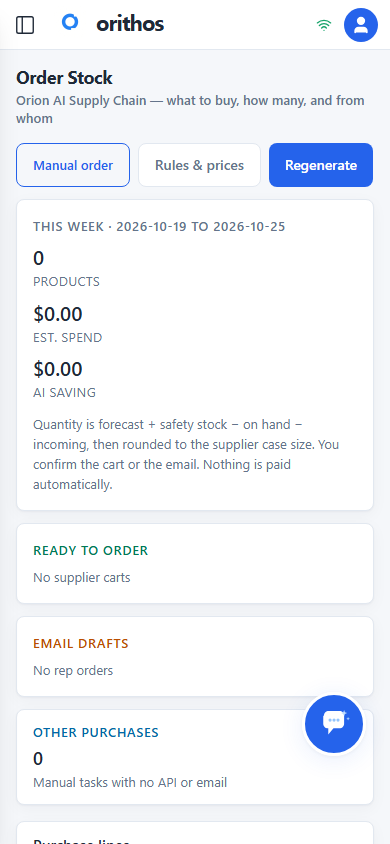 orithos
Order Stock
Orion AI Supply Chain — what to buy, how many, and from
whom
Manual order
Rules & prices
Regenerate
THIS WEEK · 2026-10-19 TO 2026-10-25
0
PRODUCTS
$0.00
EST. SPEND
$0.00
AI SAVING
Quantity is forecast + safety stock − on hand −
incoming, then rounded to the supplier case size. You
confirm the cart or the email. Nothing is paid
automatically.
READY TO ORDER
No supplier carts
EMAIL DRAFTS
No rep orders
OTHER PURCHASES
0
Manual tasks with no API or email
Purchase lines